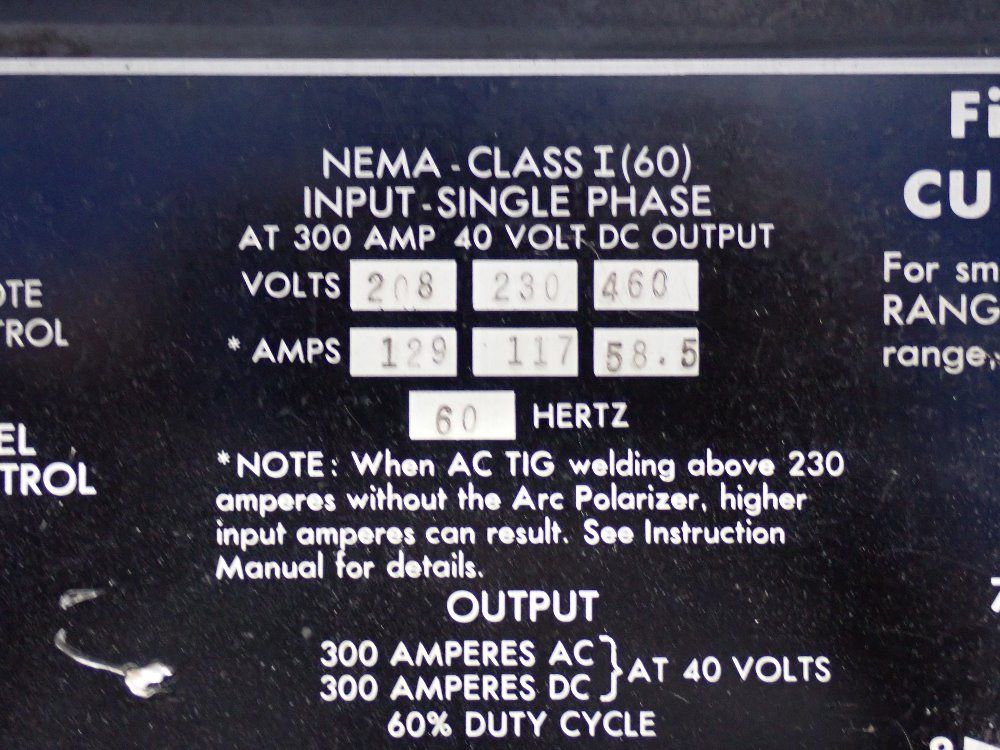 NEMA - CLASS I (60)
INPUT - SINGLE PHASE
AT 300 AMP 40 VOLT DC OUTPUT
VOLTS 208 230 460
* AMPS 129 117 58.5
60 HERTZ
*NOTE: When AC TIG welding above 230
amperes without the Arc Polarizer, higher
input amperes can result. See Instruction
Manual for details.
OUTPUT
300 AMPERES AC
300 AMPERES DC } AT 40 VOLTS
60% DUTY CYCLE
OTE
TROL
EL
TROL
Fi
CU
For sm
RANG
range,